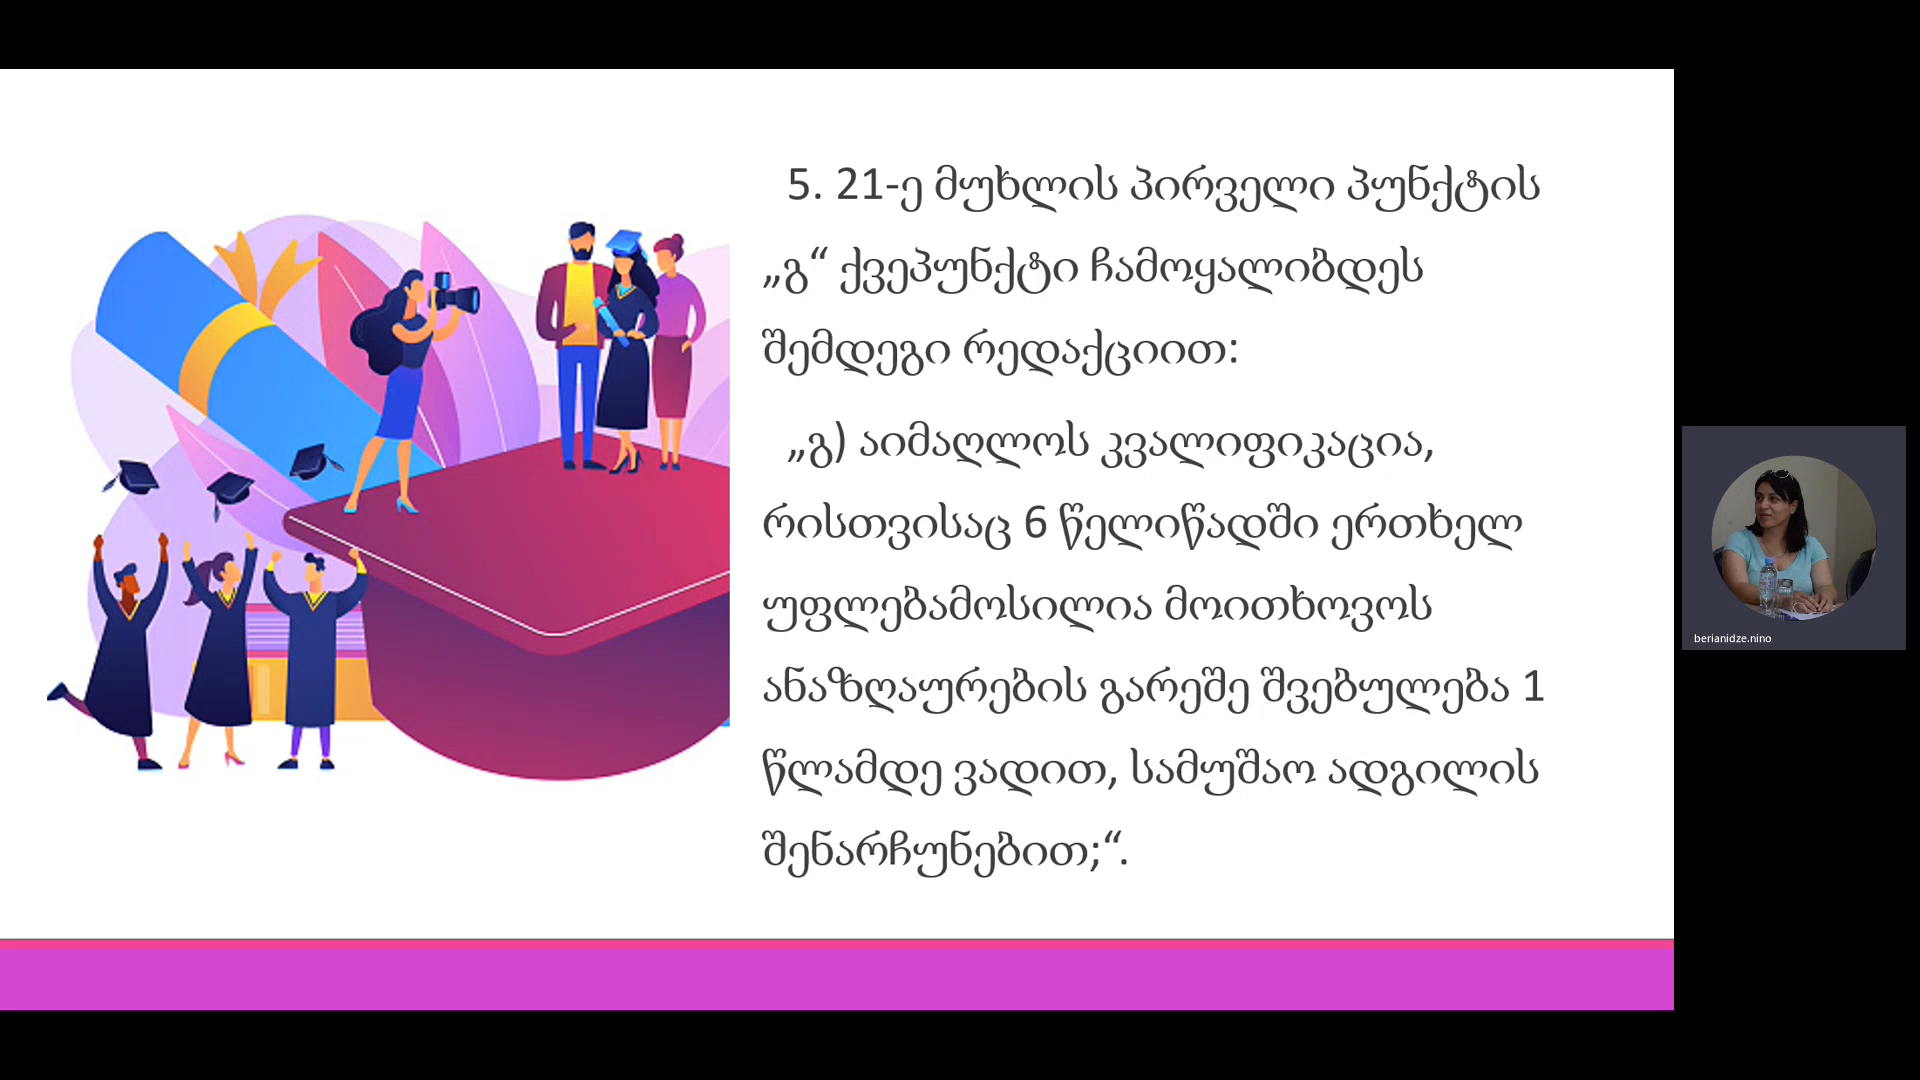 5. 21-ე მუხლის პირველი პუნქტის
„გ“ ქვეპუნქტი ჩამოყალიბდეს
შემდეგი რედაქციით:
„გ) აიმაღლოს კვალიფიკაცია,
რისთვისაც 6 წელიწადში ერთხელ
უფლებამოსილია მოითხოვოს
ანაზღაურების გარეშე შვებულება 1
წლამდე ვადით, სამუშაო ადგილის
შენარჩუნებით;“.
berianidze.nino